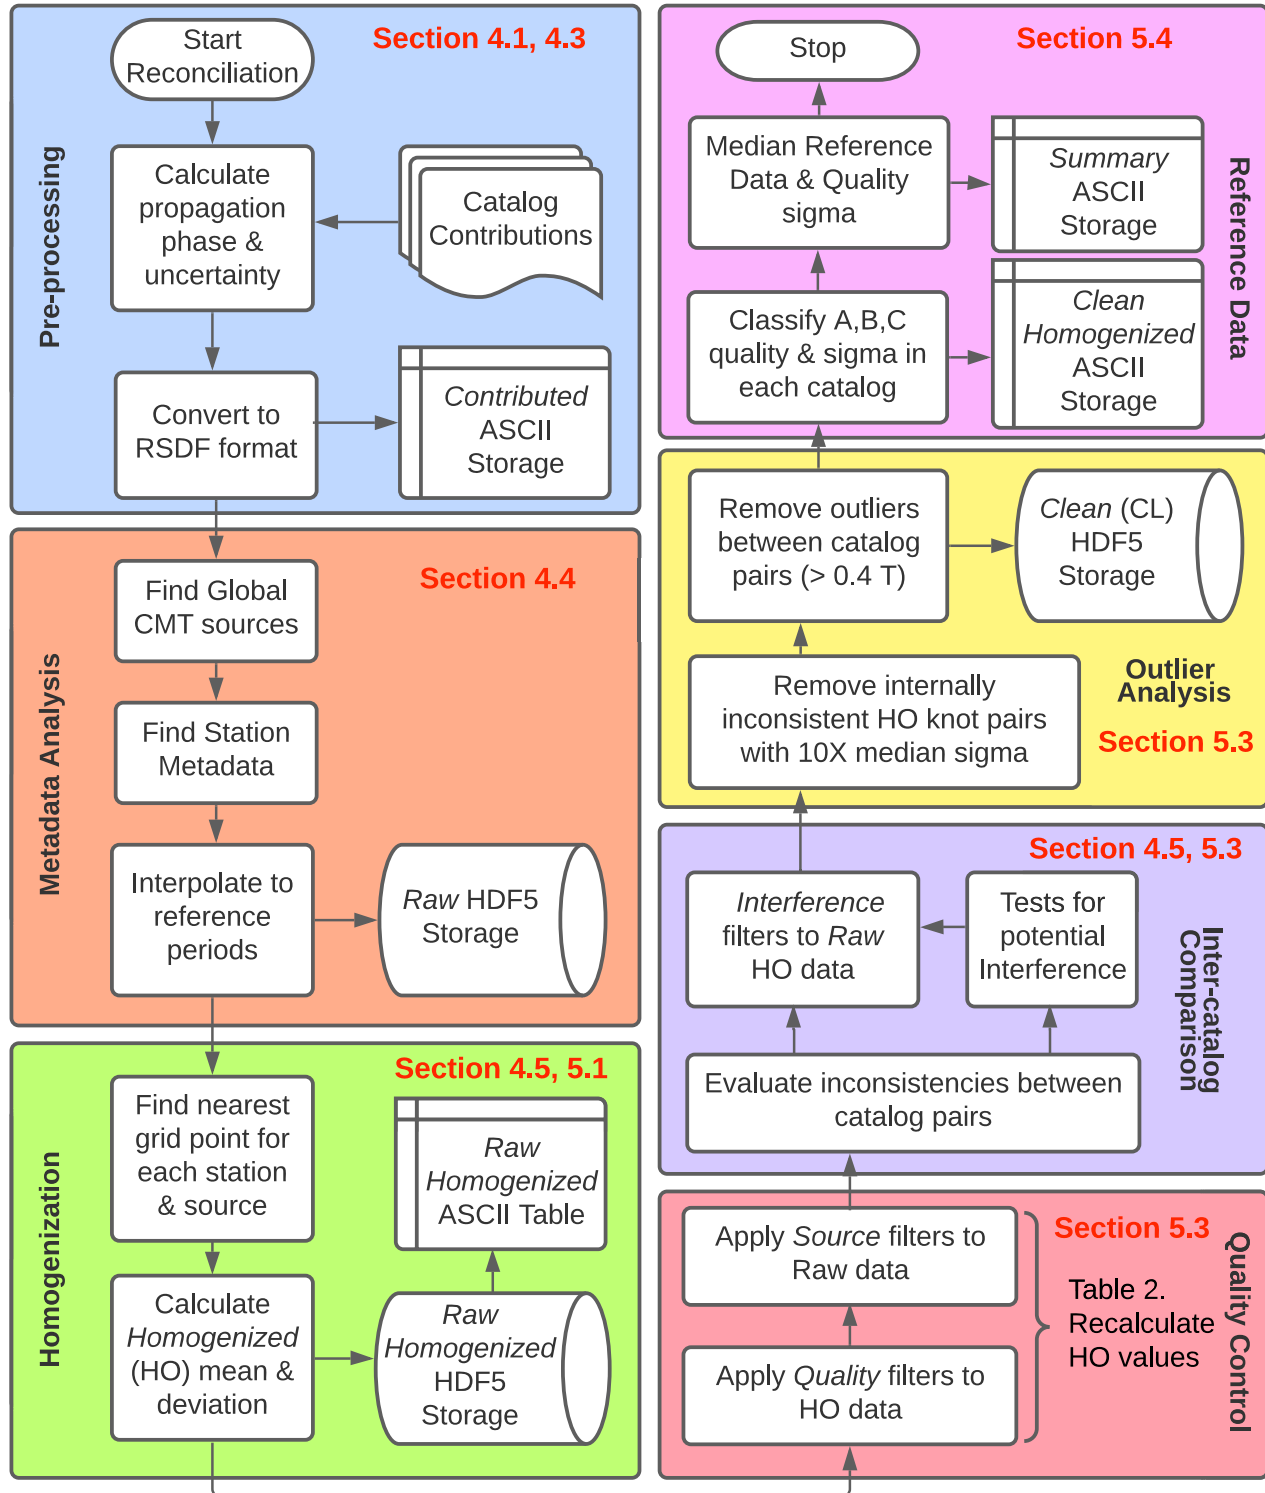 Start
Reconciliation
Section 4.1, 4.3
Pre-processing
Calculate
propagation
phase &
uncertainty
Catalog
Contributions
Convert to
RSDF format
Contributed
ASCII
Storage
Metadata Analysis
Section 4.4
Find Global
CMT sources
Find Station
Metadata
Interpolate to
reference
periods
Raw HDF5
Storage
Homogenization
Section 4.5, 5.1
Find nearest
grid point for
each station
& source
Raw
Homogenized
ASCII Table
Calculate
Homogenized
(HO) mean &
deviation
Raw
Homogenized
HDF5
Storage
Stop
Section 5.4
Reference Data
Median Reference
Data & Quality
sigma
Summary
ASCII
Storage
Classify A,B,C
quality & sigma in
each catalog
Clean
Homogenized
ASCII
Storage
Remove outliers
between catalog
pairs (> 0.4 T)
Clean (CL)
HDF5
Storage
Remove internally
inconsistent HO knot pairs
with 10X median sigma
Outlier
Analysis
Section 5.3
Section 4.5, 5.3
Inter-catalog
Comparison
Interference
filters to Raw
HO data
Tests for
potential
Interference
Evaluate inconsistencies between
catalog pairs
Section 5.3
Quality Control
Apply Source filters to
Raw data
Table 2.
Recalculate
HO values
Apply Quality filters to
HO data